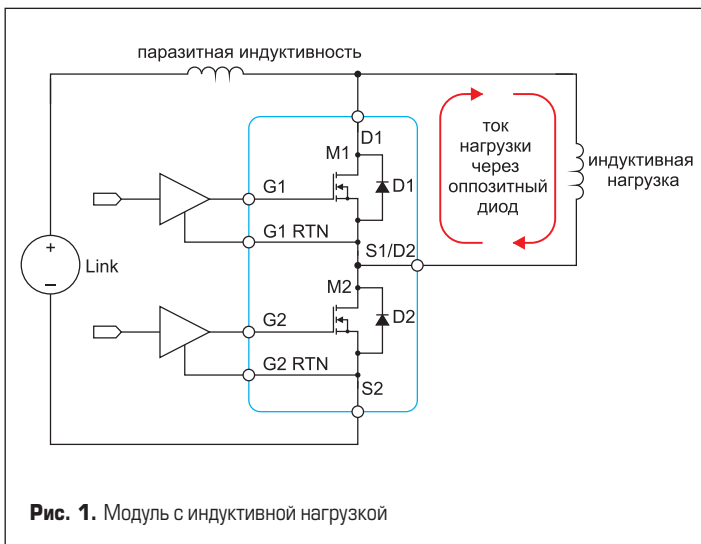 паразитная индуктивность
D1
M1
D1
G1
G1 RTN
S1/D2
ток
нагрузки
через
оппозитный
диод
индуктивная
нагрузка
+
Link
–
M2
D2
G2
G2 RTN
S2
Рис. 1. Модуль с индуктивной нагрузкой